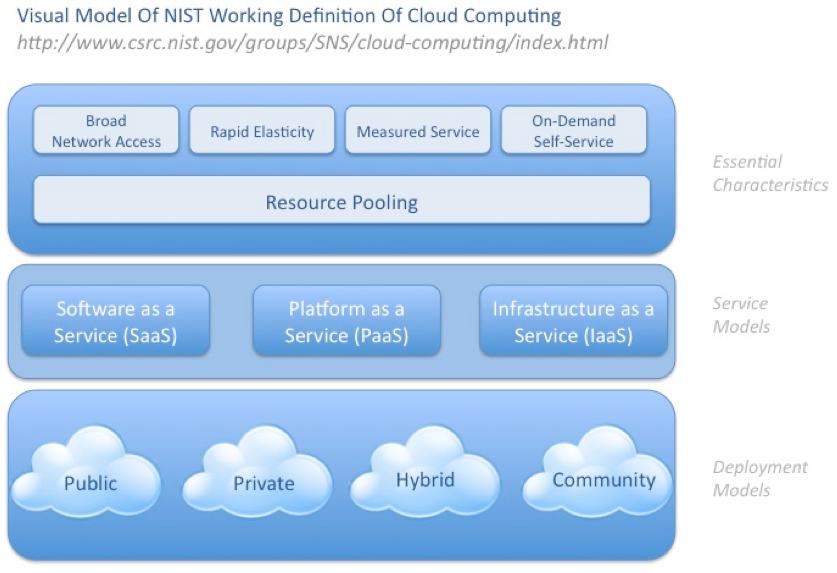 Visual Model Of NIST Working Definition Of Cloud Computing
http://www.csrc.nist.gov/groups/SNS/cloud-computing/index.html
Broad
Network Access
Rapid Elasticity
Measured Service
On-Demand
Self-Service
Resource Pooling
Essential
Characteristics
Software as a
Service (SaaS)
Platform as a
Service (PaaS)
Infrastructure as a
Service (IaaS)
Service
Models
Public
Private
Hybrid
Community
Deployment
Models